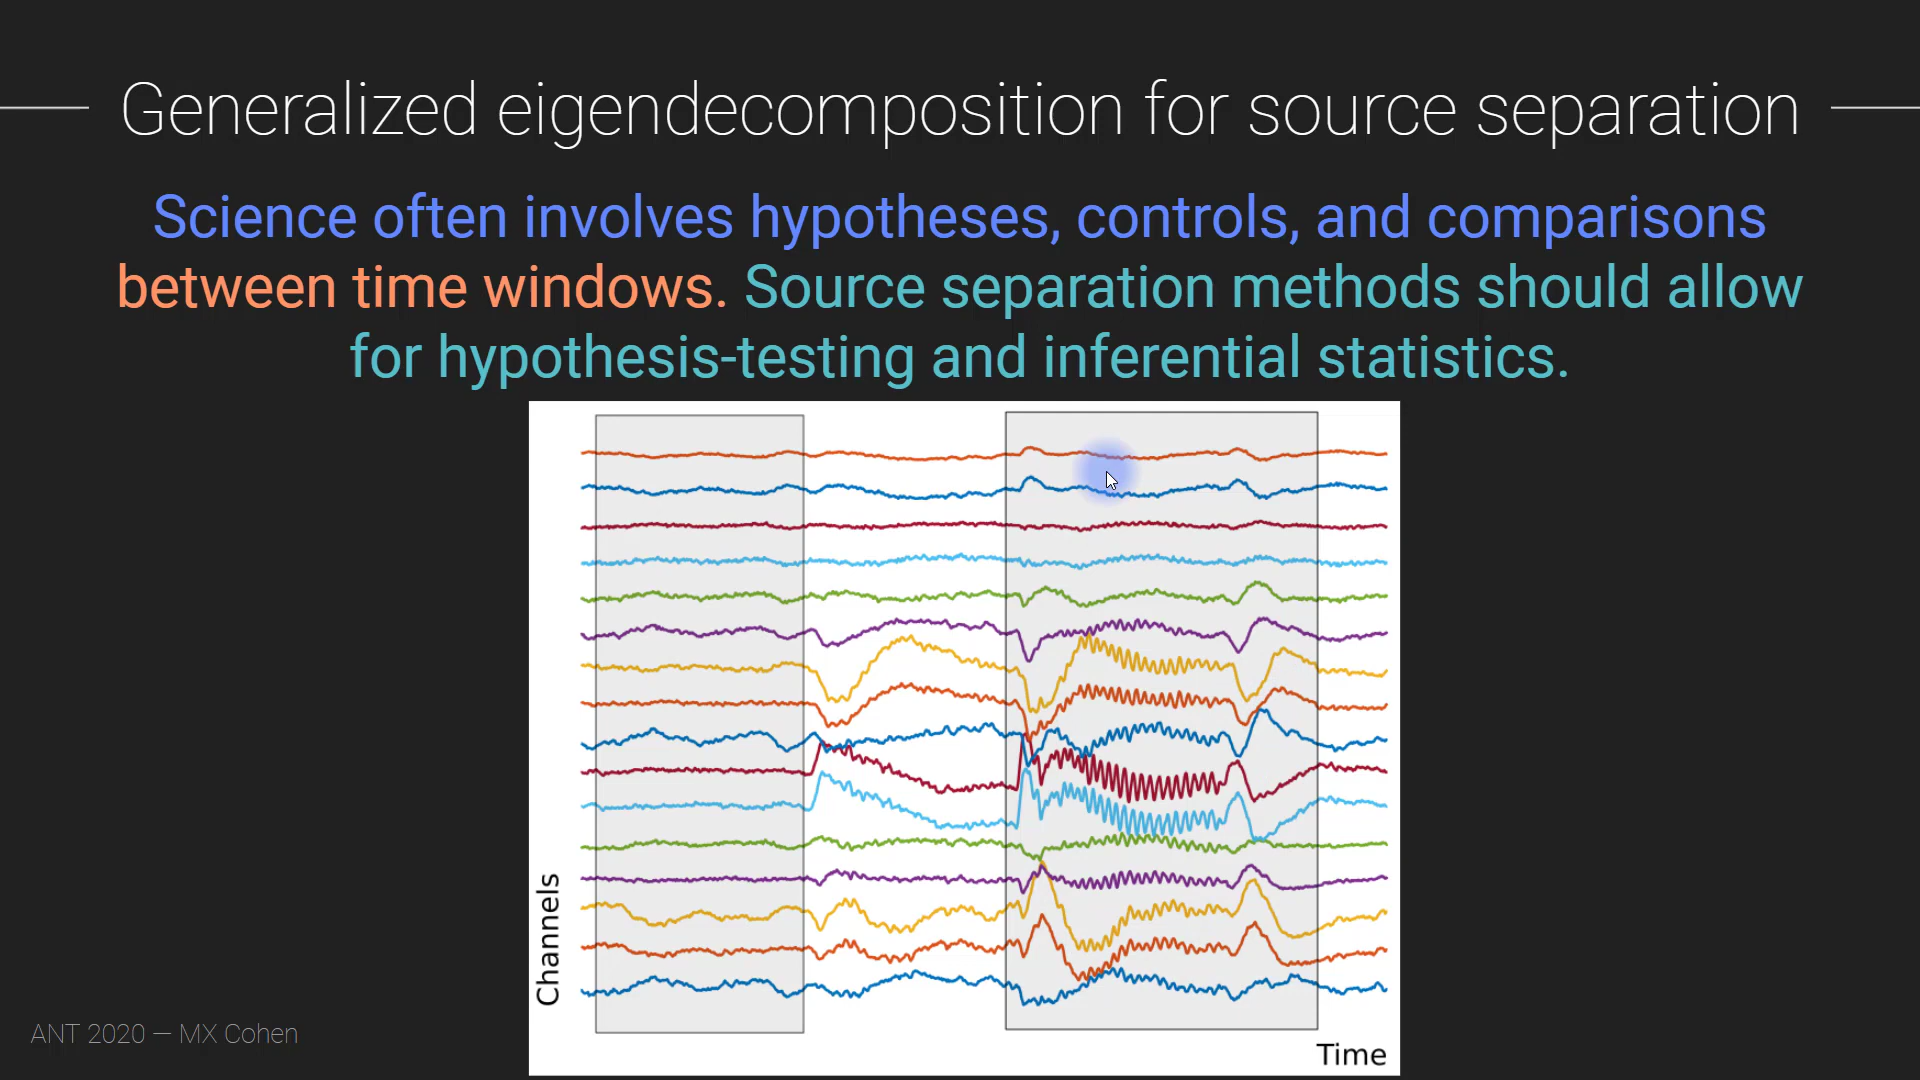 Generalized eigendecomposition for source separation
Science often involves hypotheses, controls, and comparisons
between time windows. Source separation methods should allow
for hypothesis-testing and inferential statistics.
Channels
Time
ANT 2020 — MX Cohen